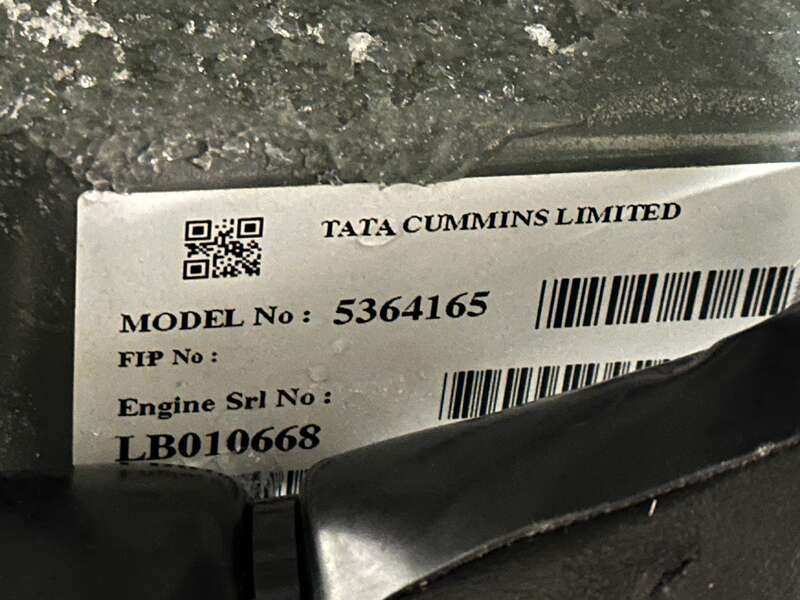 TATA CUMMINS LIMITED
MODEL No : 5364165
FIP No :
Engine Srl No :
LB010668